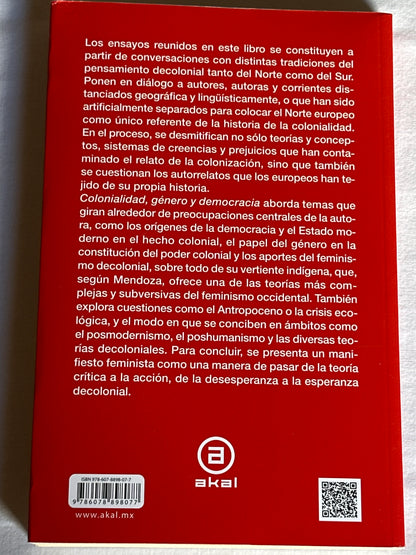 Los ensayos reunidos en este libro se constituyen a
partir de conversaciones con distintas tradiciones del
pensamiento decolonial tanto del Norte como del Sur.
Ponen en diálogo a autores, autoras y corrientes dis-
tanciados geográfica y lingüísticamente, o que han sido
artificialmente separados para colocar el Norte europeo
como único referente de la historia de la colonialidad.
En el proceso, se desmitifican no sólo teorías y concep-
tos, sistemas de creencias y prejuicios que han conta-
minado el relato de la colonización, sino que también
se cuestionan los autorrelatos que los europeos han te-
jido de su propia historia.
Colonialidad, género y democracia aborda temas que
giran alrededor de preocupaciones centrales de la auto-
ra, como los orígenes de la democracia y el Estado mo-
derno en el hecho colonial, el papel del género en la
constitución del poder colonial y los aportes del feminis-
mo decolonial, sobre todo de su vertiente indígena, que,
según Mendoza, ofrece una de las teorías más com-
plejas y subversivas del feminismo occidental. También
explora cuestiones como el Antropoceno o la crisis eco-
lógica, y el modo en que se conciben en ámbitos como
el posmodernismo, el poshumanismo y las diversas teo-
rías decoloniales. Para concluir, se presenta un mani-
fiesto feminista como una manera de pasar de la teoría
crítica a la acción, de la desesperanza a la esperanza
decolonial.
a
akal
ISBN 978-607-8898-07-7
9 786078 898077
www.akal.mx